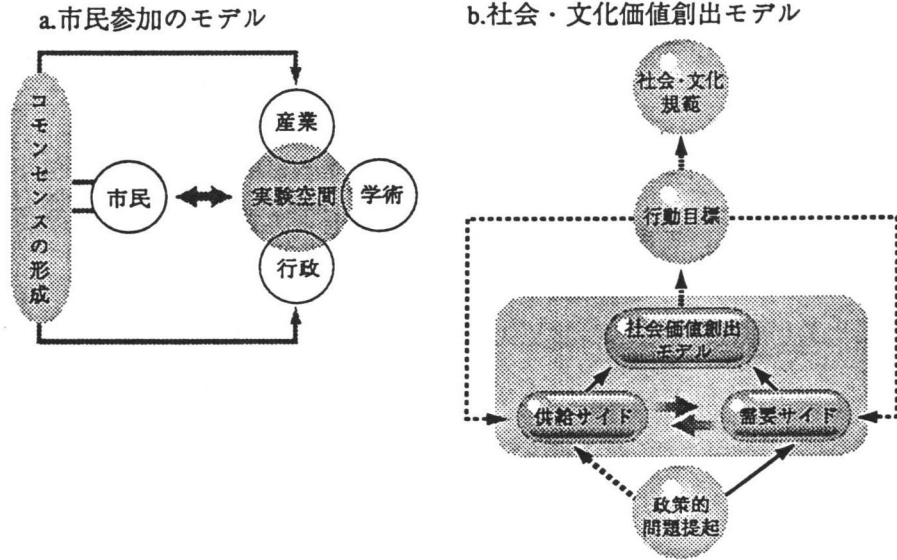 a.市民参加のモデル
コモンセンスの形成
市民
産業
実験空間
学術
行政
b.社会・文化価値創出モデル
社会・文化
規範
行動目標
社会価値創出
モデル
供給サイド
需要サイド
政策的
問題提起